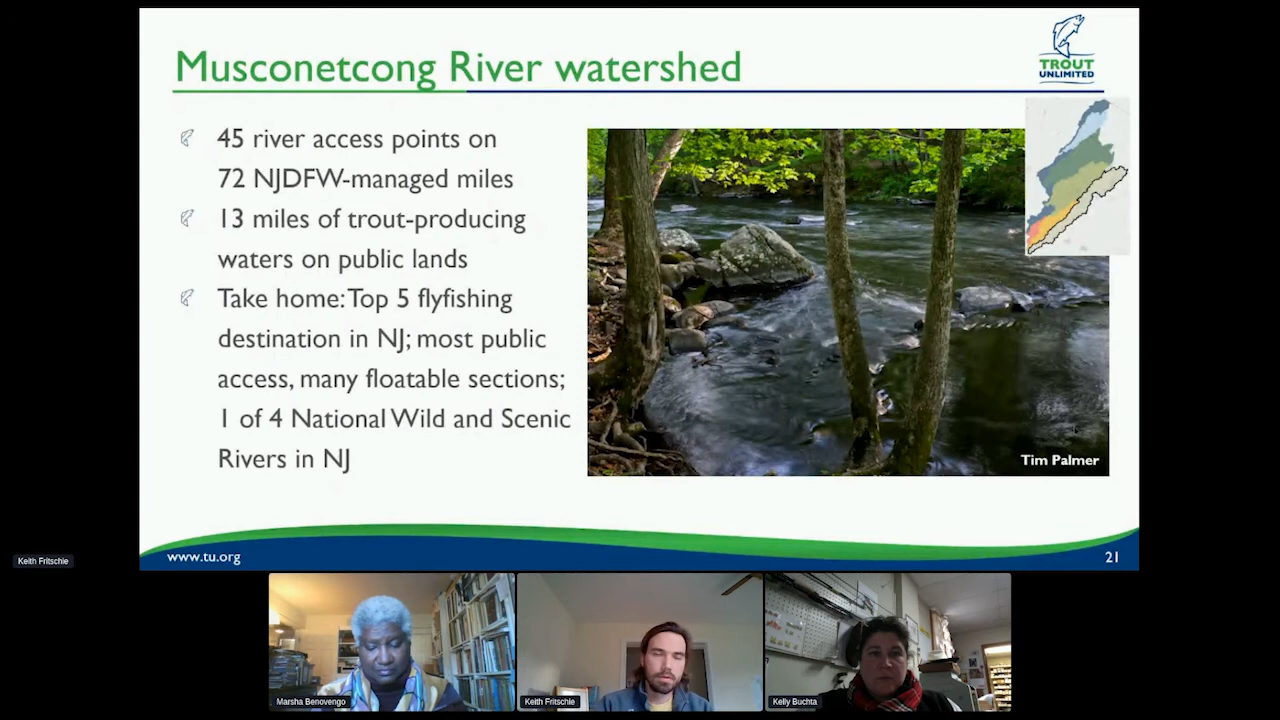 Musconetcong River watershed
TROUT
UNLIMITED
45 river access points on
72 NJDFW-managed miles
13 miles of trout-producing
waters on public lands
Take home: Top 5 flyfishing
destination in NJ; most public
access, many floatable sections;
1 of 4 National Wild and Scenic
Rivers in NJ
Tim Palmer
www.tu.org
21
Keith Fritschie
Marsha Benovengo
Keith Fritschie
Kelly Buchta